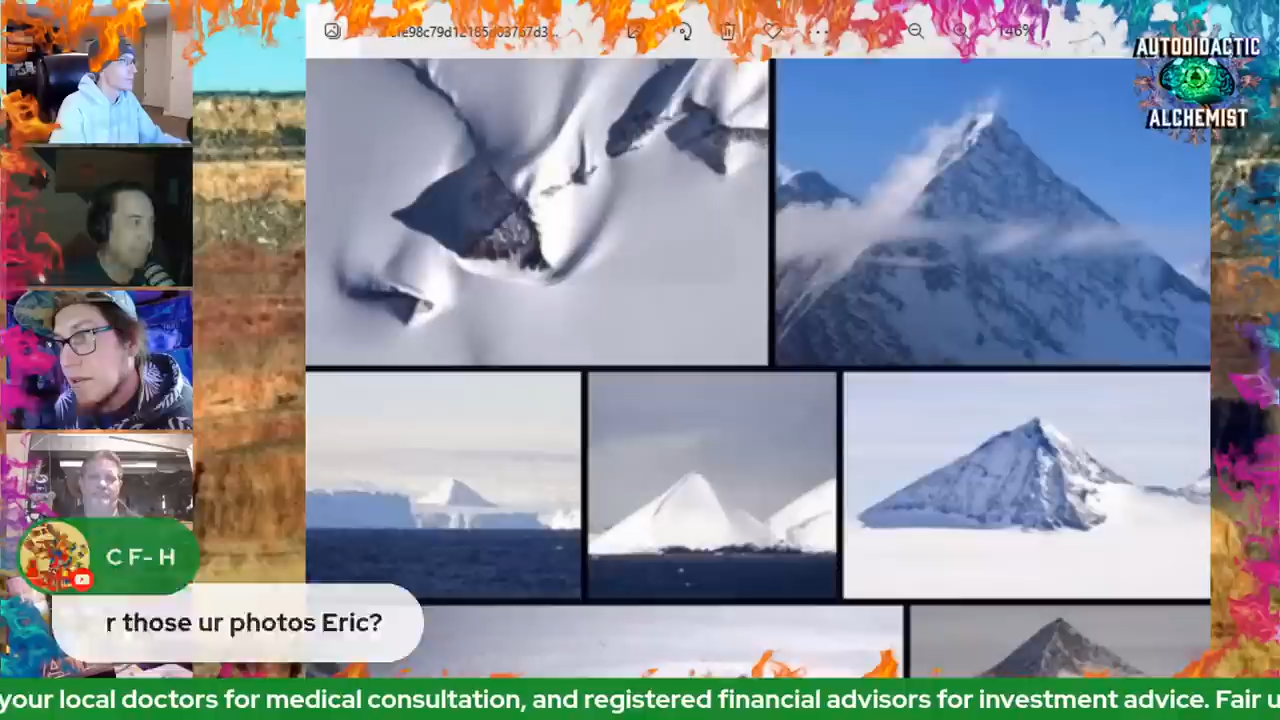 146%
AUTODIDACTIC
ALCHEMIST
C F- H
r those ur photos Eric?
your local doctors for medical consultation, and registered financial advisors for investment advice. Fair u